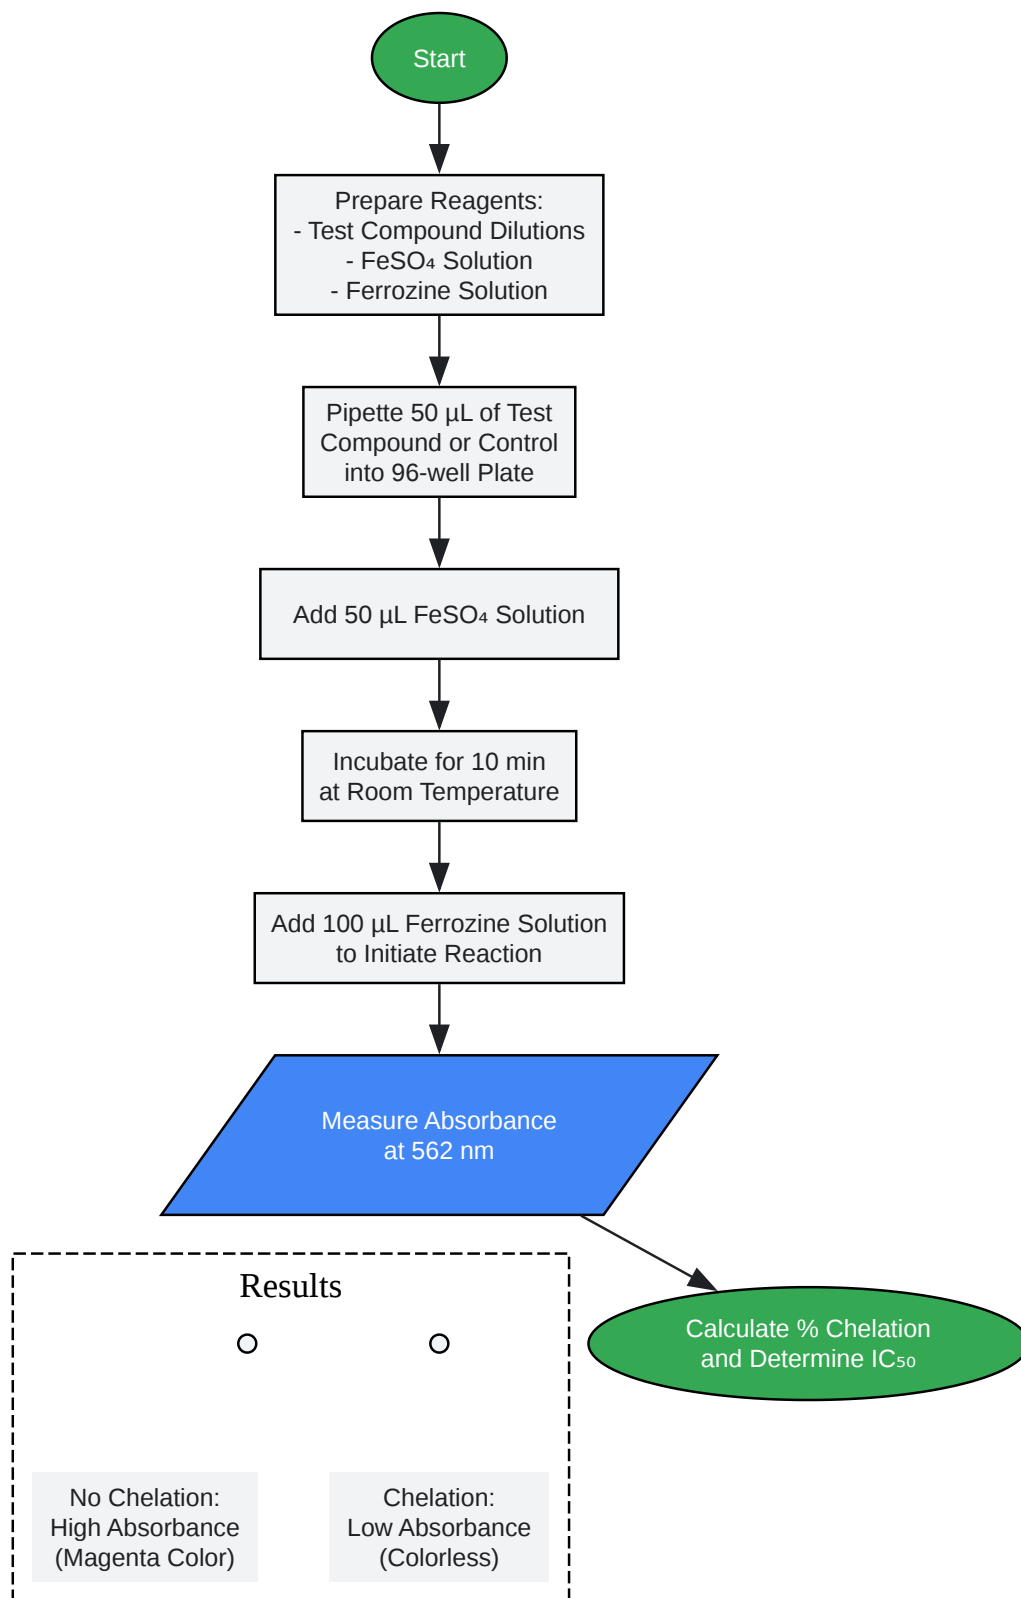 Start
Prepare Reagents:
- Test Compound Dilutions
- FeSO₄ Solution
- Ferrozine Solution
Pipette 50 µL of Test
Compound or Control
into 96-well Plate
Add 50 µL FeSO₄ Solution
Incubate for 10 min
at Room Temperature
Add 100 µL Ferrozine Solution
to Initiate Reaction
Measure Absorbance
at 562 nm
Results
Calculate % Chelation
and Determine IC₅₀
No Chelation:
High Absorbance
(Magenta Color)
Chelation:
Low Absorbance
(Colorless)